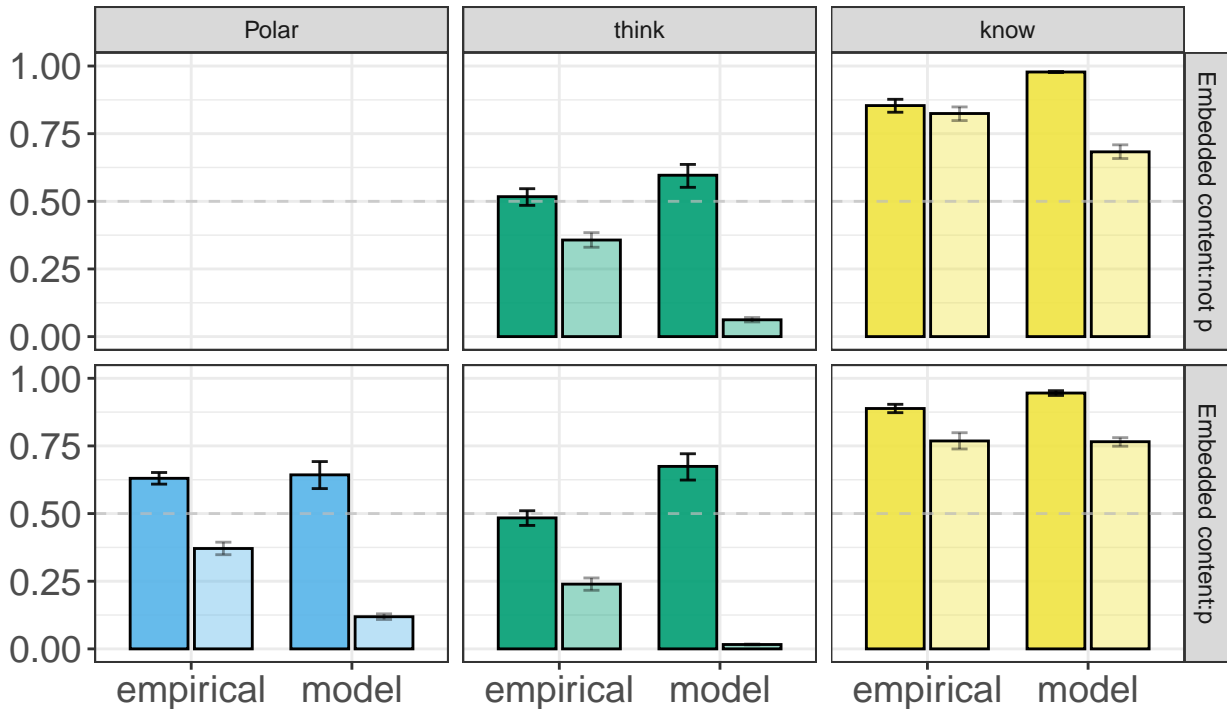 Polar think know
1.00
0.75
0.50
0.25
0.00
Embedded content:not p
1.00
0.75
0.50
0.25
0.00
Embedded content:p
empirical model empirical model empirical model